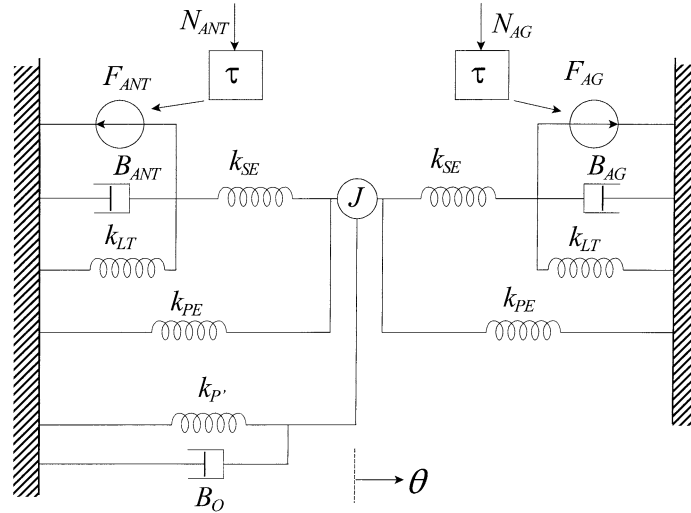 N_ANT N_AG
τ τ
F_ANT F_AG
B_ANT k_SE k_SE B_AG
J
k_LT k_LT
k_PE k_PE
k_P'
θ
B_O